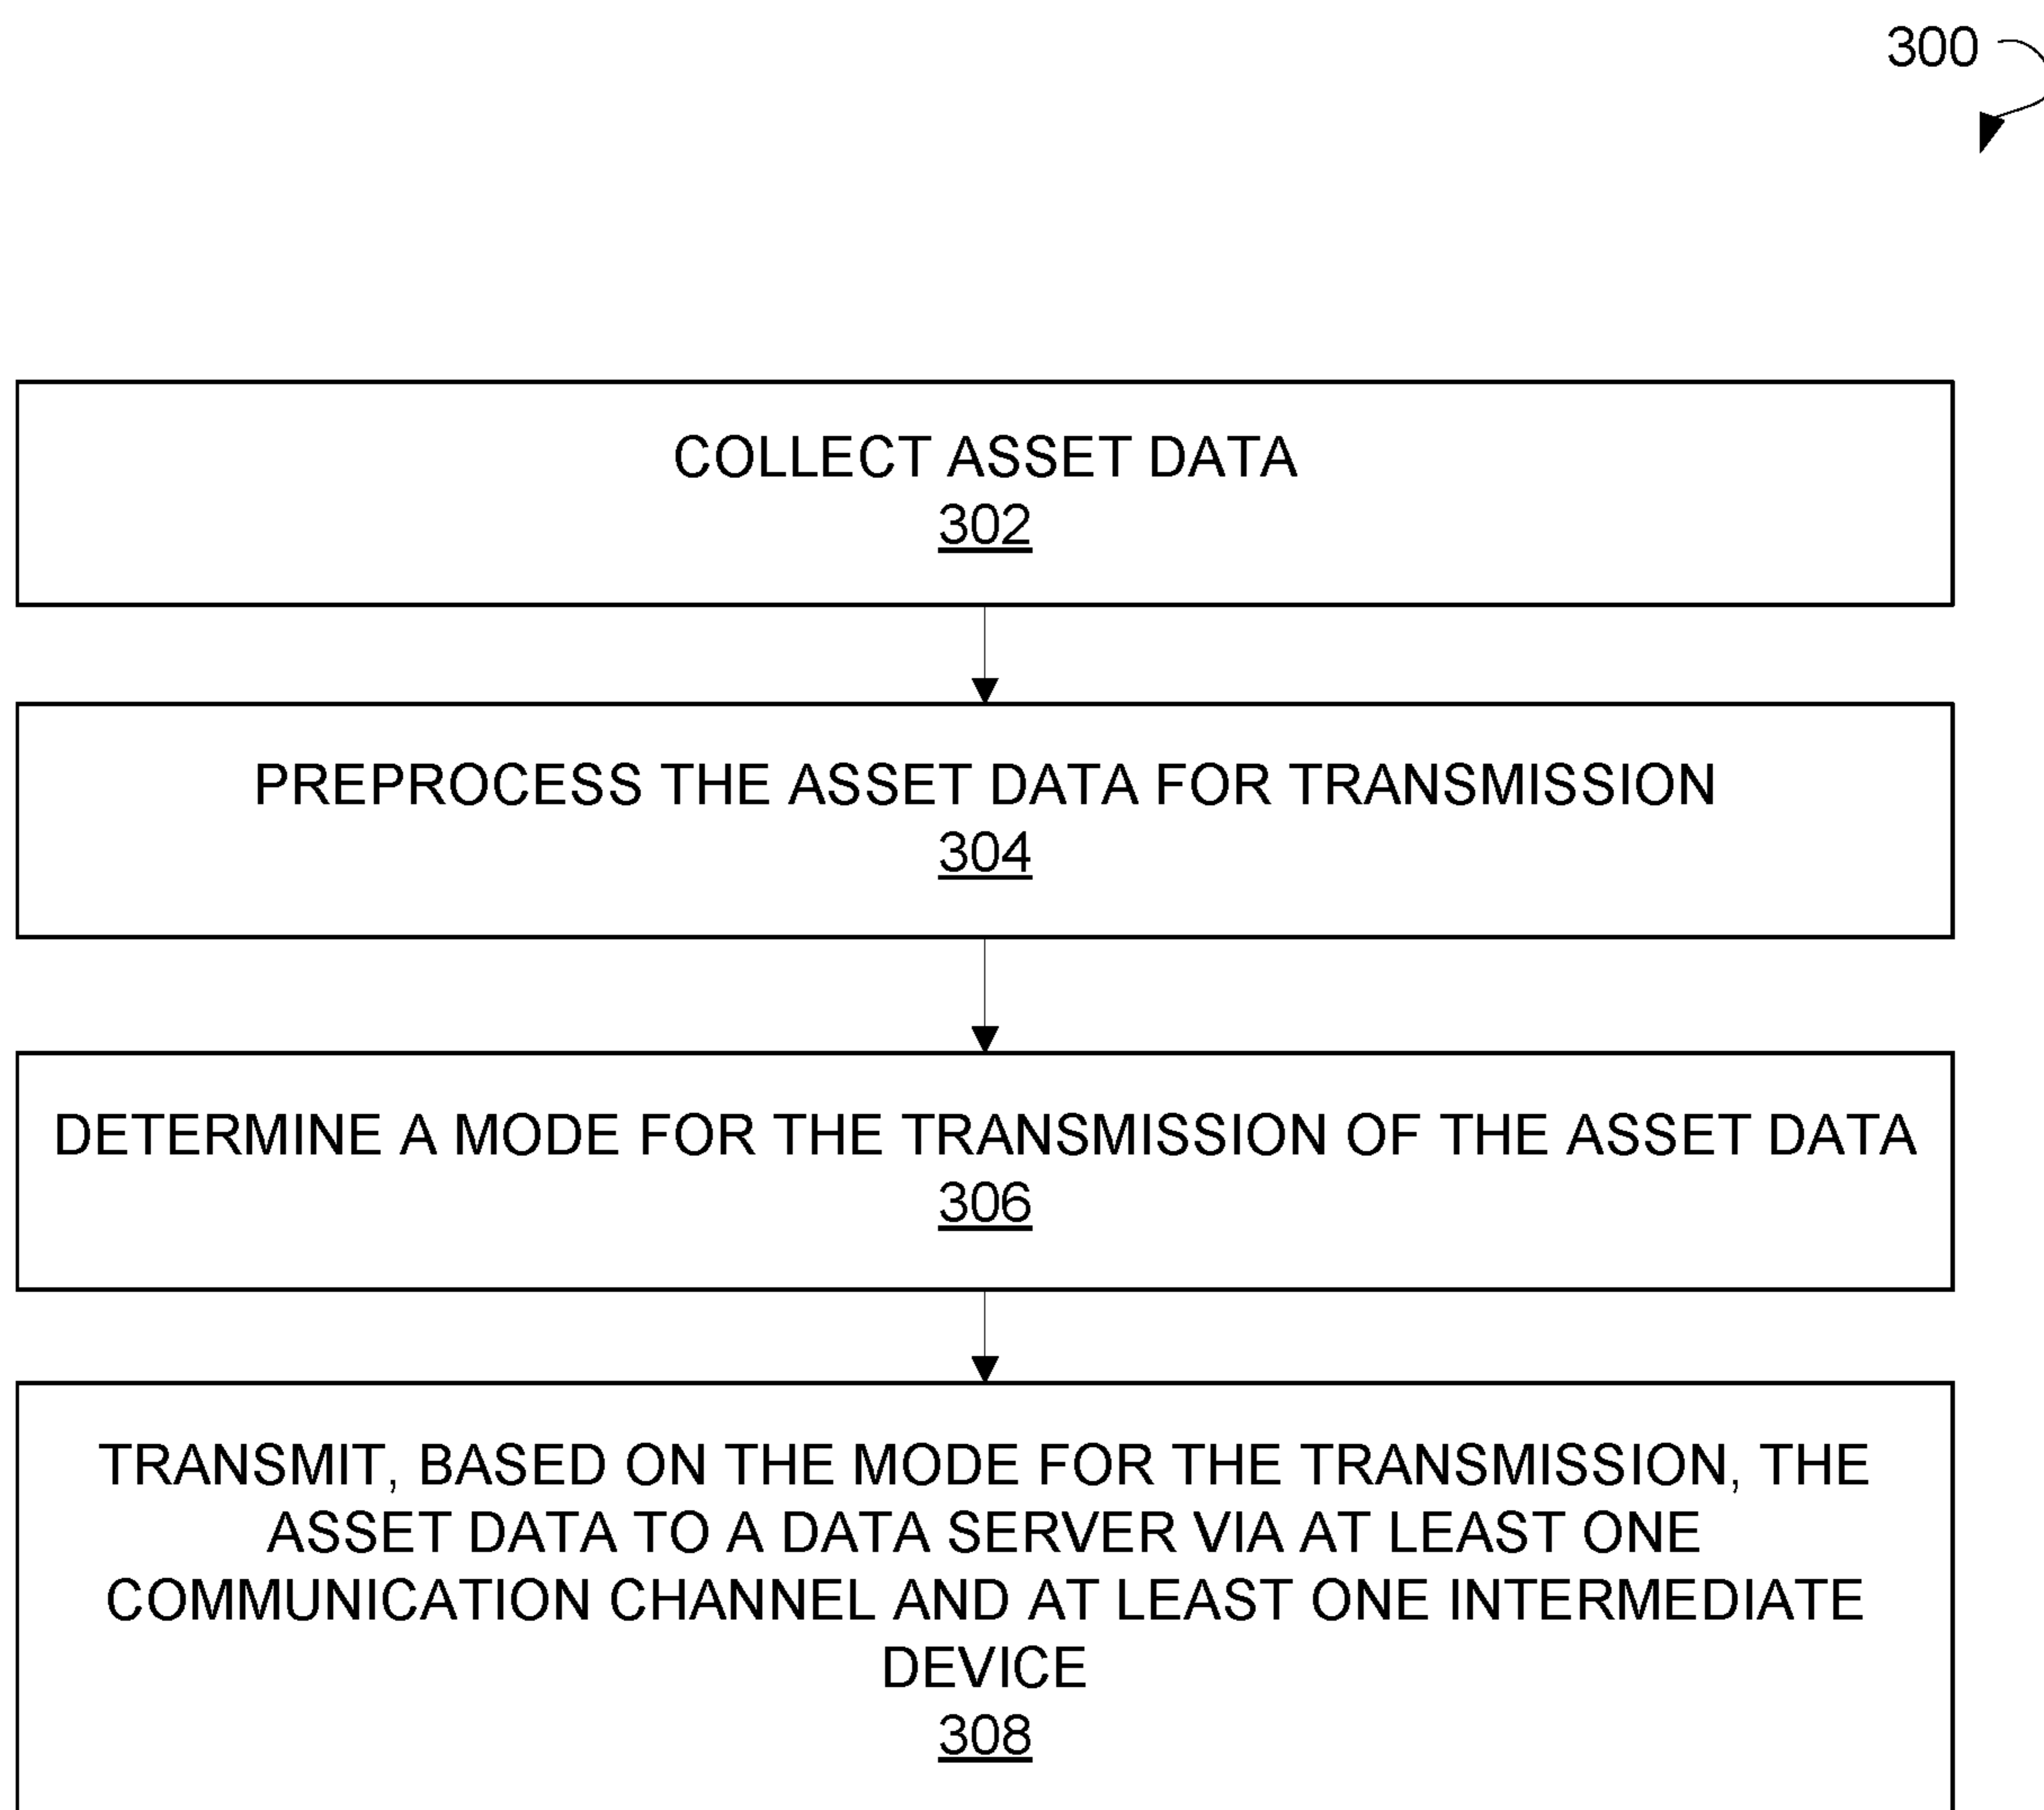 300
COLLECT ASSET DATA
302
PREPROCESS THE ASSET DATA FOR TRANSMISSION
304
DETERMINE A MODE FOR THE TRANSMISSION OF THE ASSET DATA
306
TRANSMIT, BASED ON THE MODE FOR THE TRANSMISSION, THE
ASSET DATA TO A DATA SERVER VIA AT LEAST ONE
COMMUNICATION CHANNEL AND AT LEAST ONE INTERMEDIATE
DEVICE
308